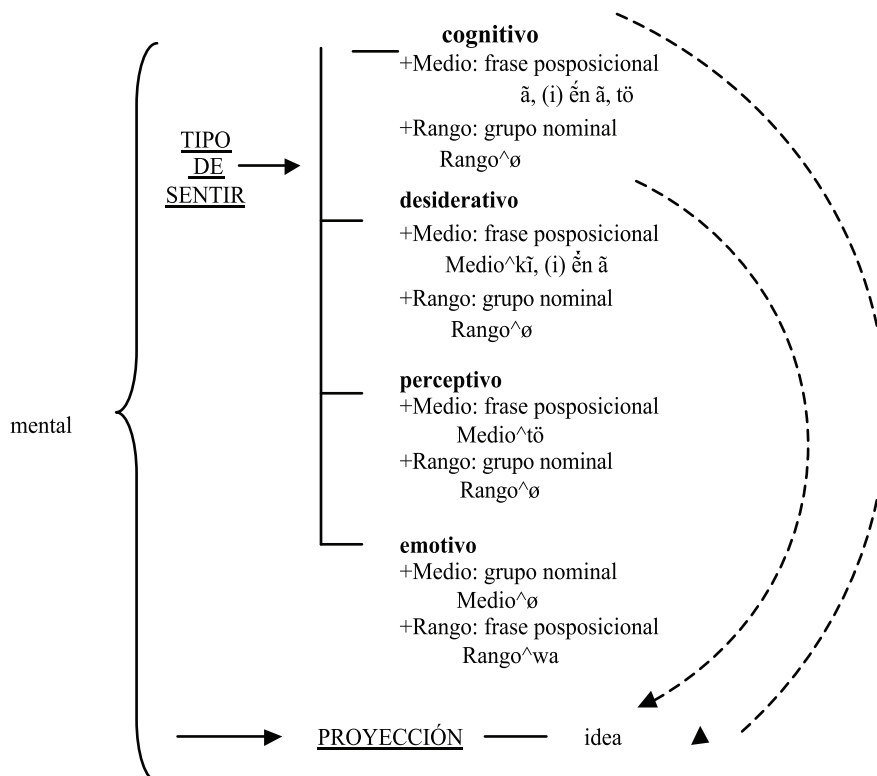 mental
TIPO
DE
SENTIR
cognitivo
+Medio: frase posposicional
ã, (i) ẽ́n ã, tö
+Rango: grupo nominal
Rango^ø
desiderativo
+Medio: frase posposicional
Medio^kĩ, (i) ẽ́n ã
+Rango: grupo nominal
Rango^ø
perceptivo
+Medio: frase posposicional
Medio^tö
+Rango: grupo nominal
Rango^ø
emotivo
+Medio: grupo nominal
Medio^ø
+Rango: frase posposicional
Rango^wa
PROYECCIÓN
idea